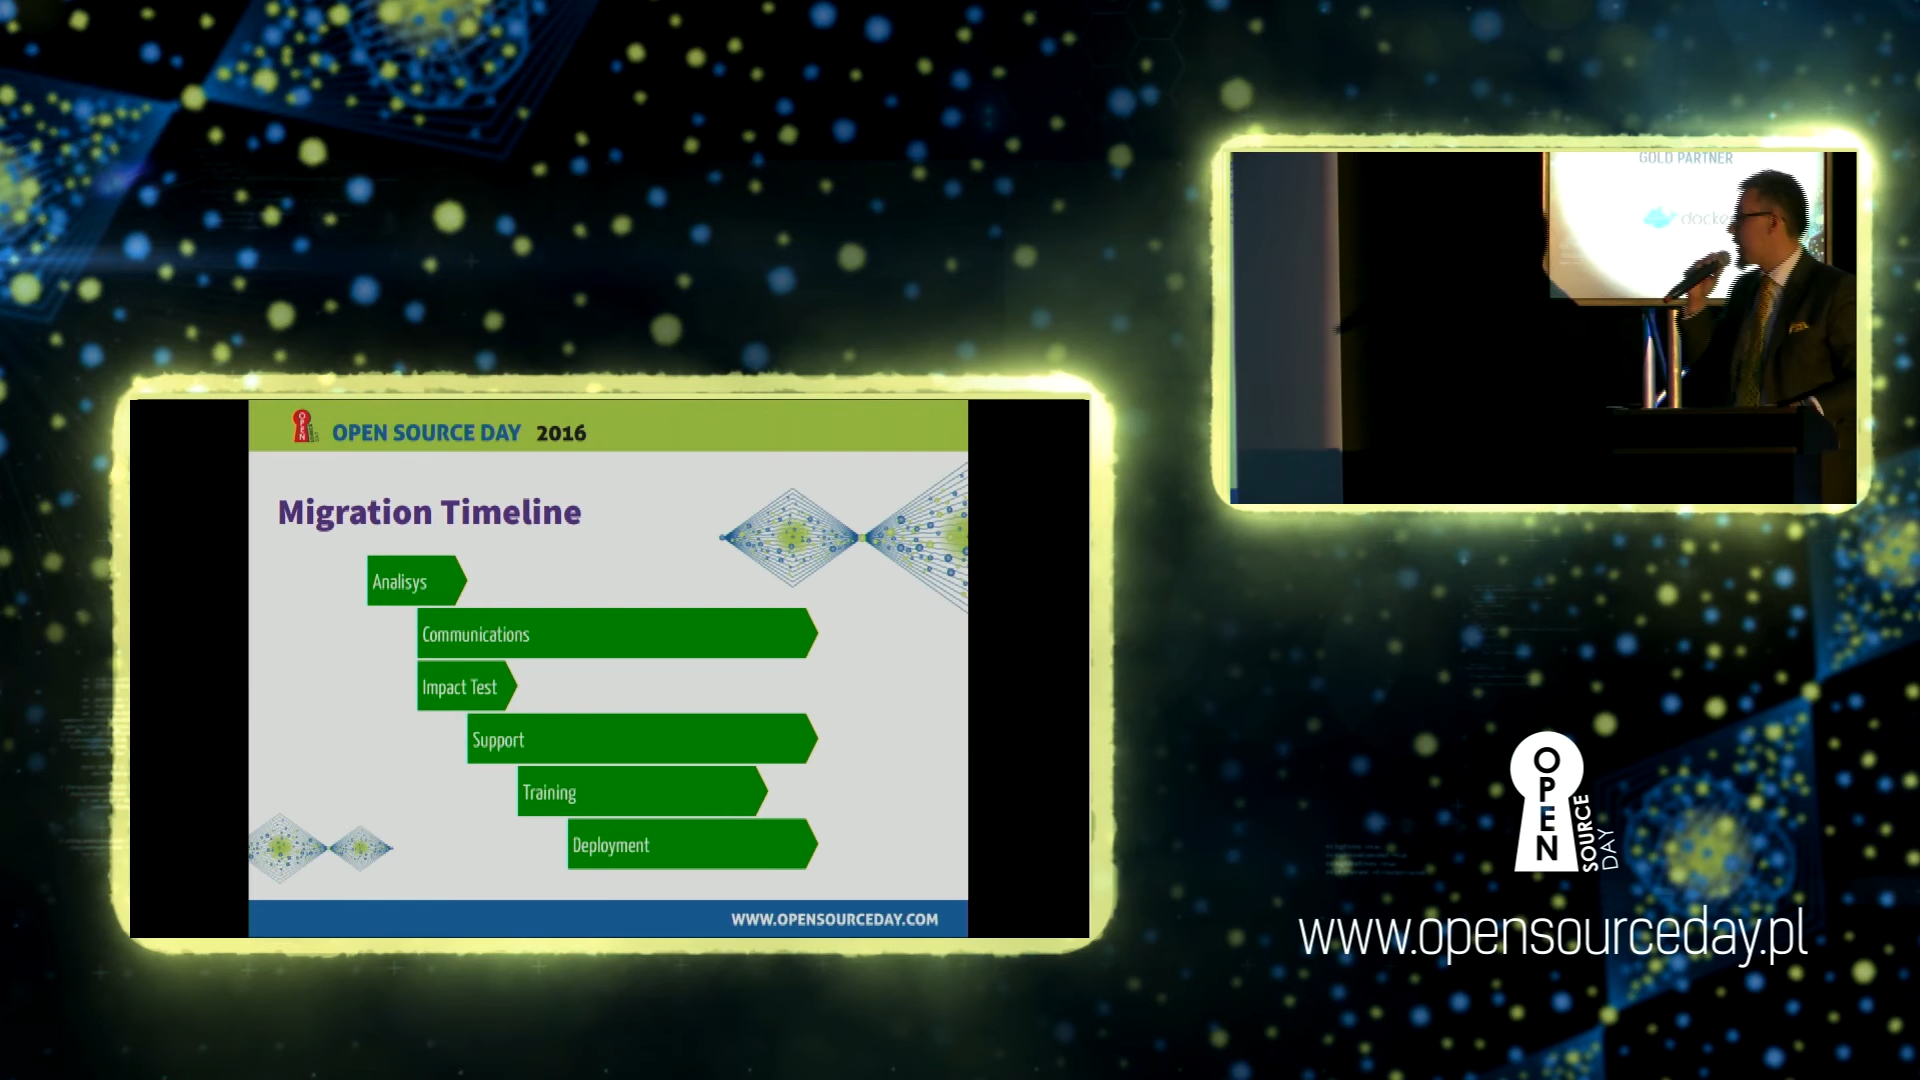 OPEN SOURCE DAY 2016
Migration Timeline
Analisys
Communications
Impact Test
Support
Training
Deployment
WWW.OPENSOURCEDAY.COM
GOLD PARTNER
OPEN
SOURCE
DAY
www.opensourceday.pl